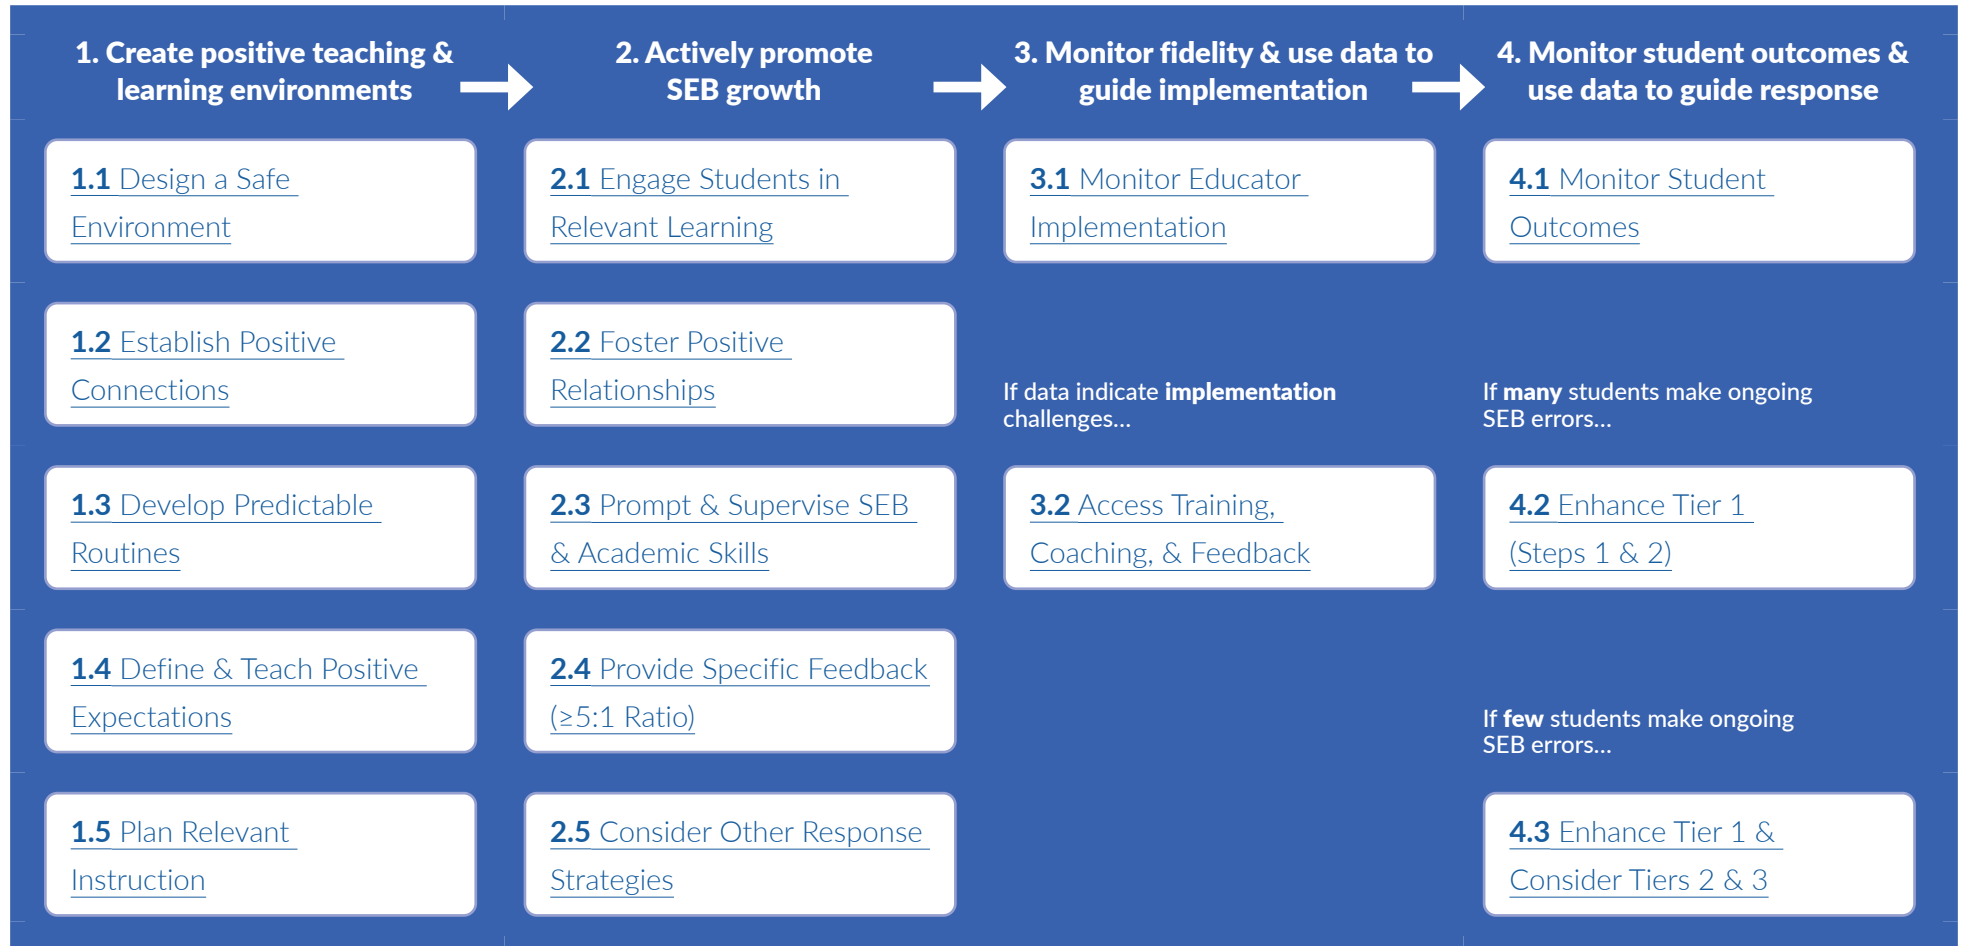 1. Create positive teaching &
learning environments
1.1 Design a Safe
Environment
1.2 Establish Positive
Connections
1.3 Develop Predictable
Routines
1.4 Define & Teach Positive
Expectations
1.5 Plan Relevant
Instruction
2. Actively promote
SEB growth
2.1 Engage Students in
Relevant Learning
2.2 Foster Positive
Relationships
2.3 Prompt & Supervise SEB
& Academic Skills
2.4 Provide Specific Feedback
(≥5:1 Ratio)
2.5 Consider Other Response
Strategies
3. Monitor fidelity & use data to
guide implementation
3.1 Monitor Educator
Implementation
If data indicate implementation
challenges...
3.2 Access Training,
Coaching, & Feedback
4. Monitor student outcomes &
use data to guide response
4.1 Monitor Student
Outcomes
If many students make ongoing
SEB errors...
4.2 Enhance Tier 1
(Steps 1 & 2)
If few students make ongoing
SEB errors...
4.3 Enhance Tier 1 &
Consider Tiers 2 & 3